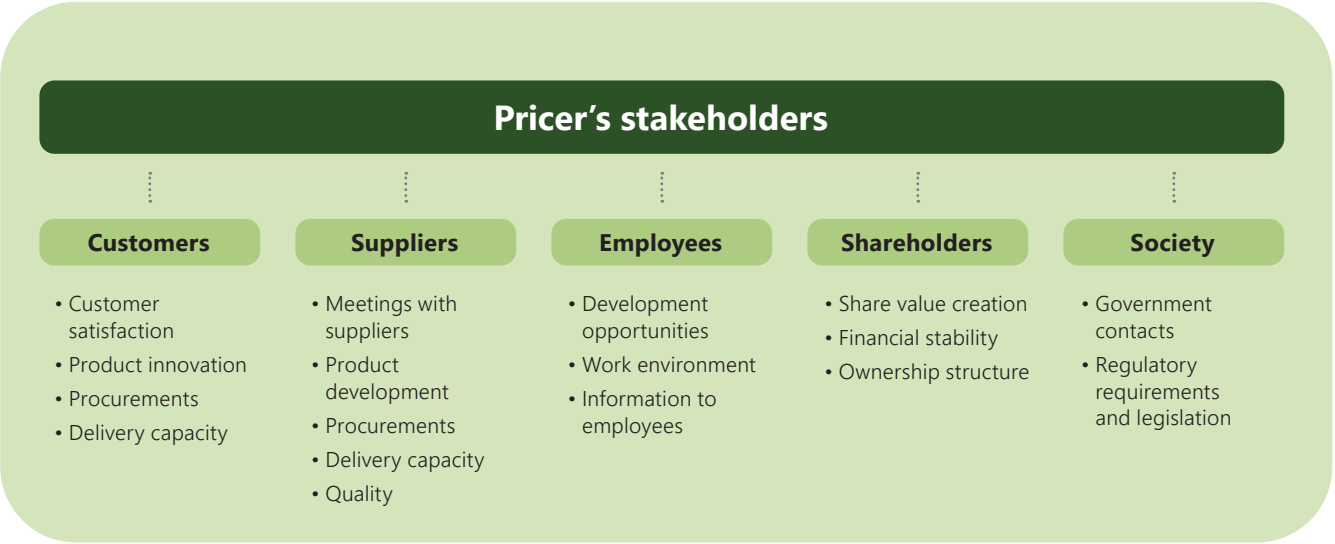 Pricer’s stakeholders
Customers
• Customer
satisfaction
• Product innovation
• Procurements
• Delivery capacity
Suppliers
• Meetings with
suppliers
• Product
development
• Procurements
• Delivery capacity
• Quality
Employees
• Development
opportunities
• Work environment
• Information to
employees
Shareholders
• Share value creation
• Financial stability
• Ownership structure
Society
• Government
contacts
• Regulatory
requirements
and legislation